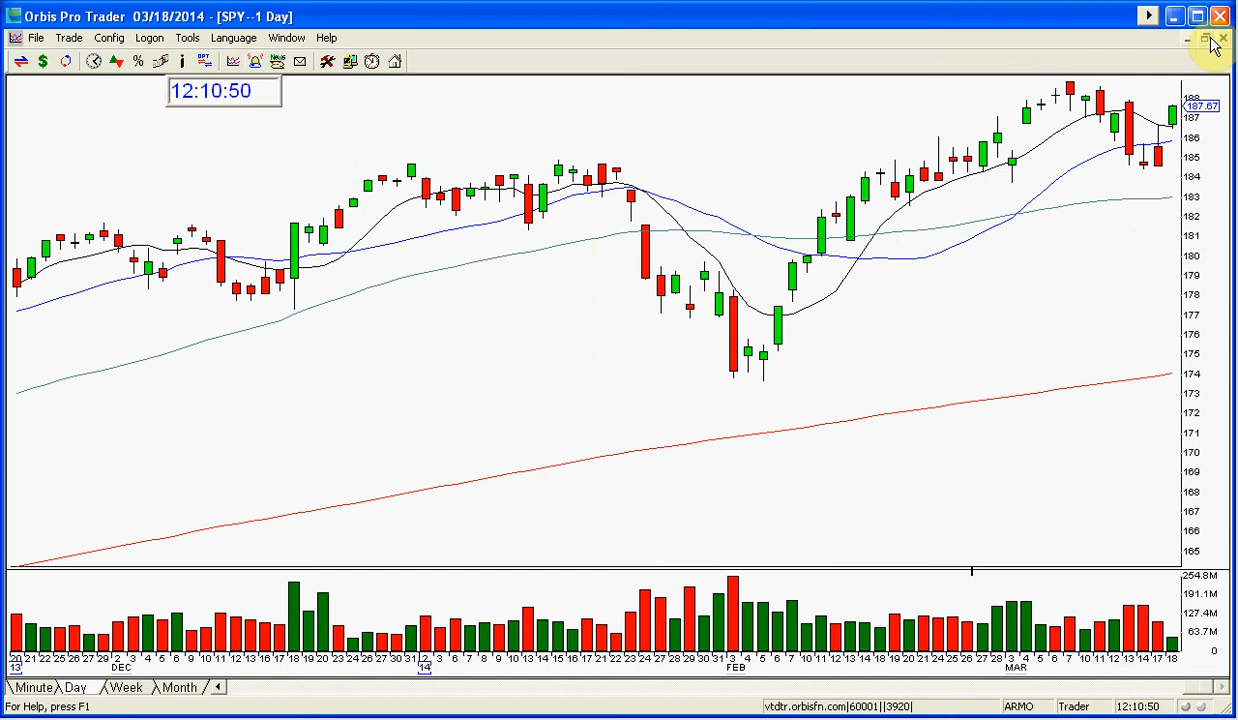 Orbis Pro Trader 03/18/2014 - [SPY--1 Day]
File Trade Config Logon Tools Language Window Help
12:10:50
188
187.67
187
186
185
184
183
182
181
180
179
178
177
176
175
174
173
172
171
170
169
168
167
166
165
254.8M
191.1M
127.4M
63.7M
0
20 21 22 25 26 27 29 2 3 4 5 6 9 10 11 12 13 16 17 18 19 20 23 24 26 27 30 31 2 3 6 7 8 9 10 13 14 15 16 17 21 22 23 24 27 28 29 30 31 3 4 5 6 7 10 11 12 13 14 18 19 20 21 24 25 26 27 28 3 4 5 6 7 10 11 12 13 14 17 18
13 DEC 14 FEB MAR
Minute Day Week Month
For Help, press F1 vtdtr.orbisfn.com|60001||3920| ARMO Trader 12:10:50